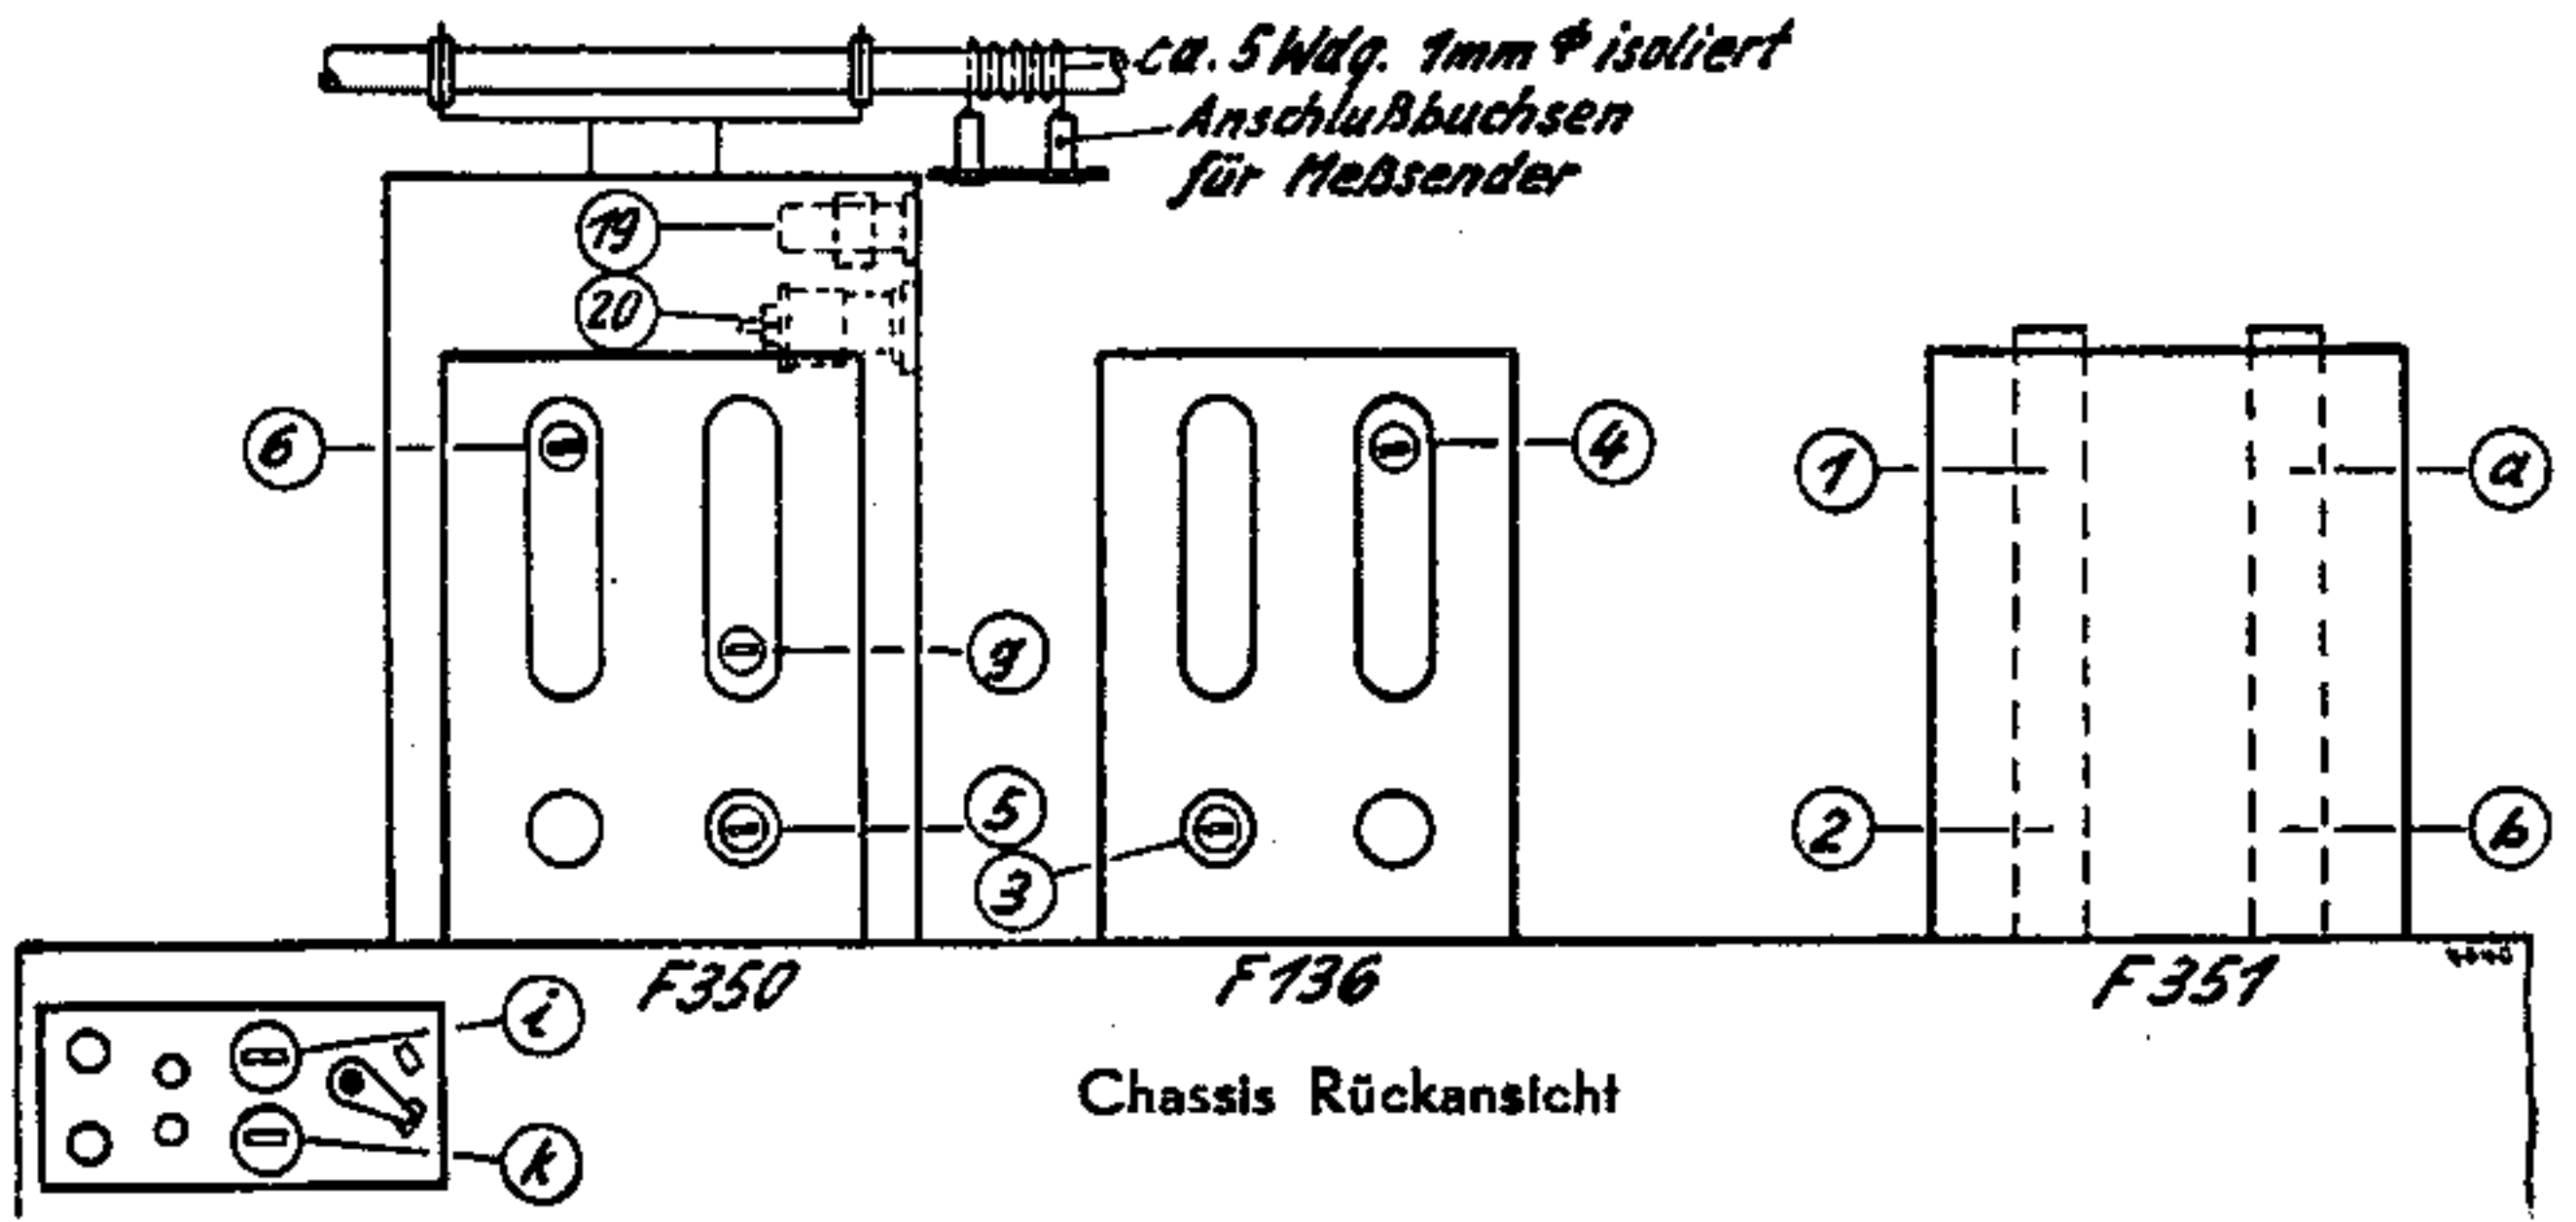 ca. 5 Wdg. 1mm ⌀ isoliert
Anschlußbuchsen
für Meßsender
19
20
6
4
1
a
g
5
3
2
b
F350
F136
F351
i
k
Chassis Rückansicht